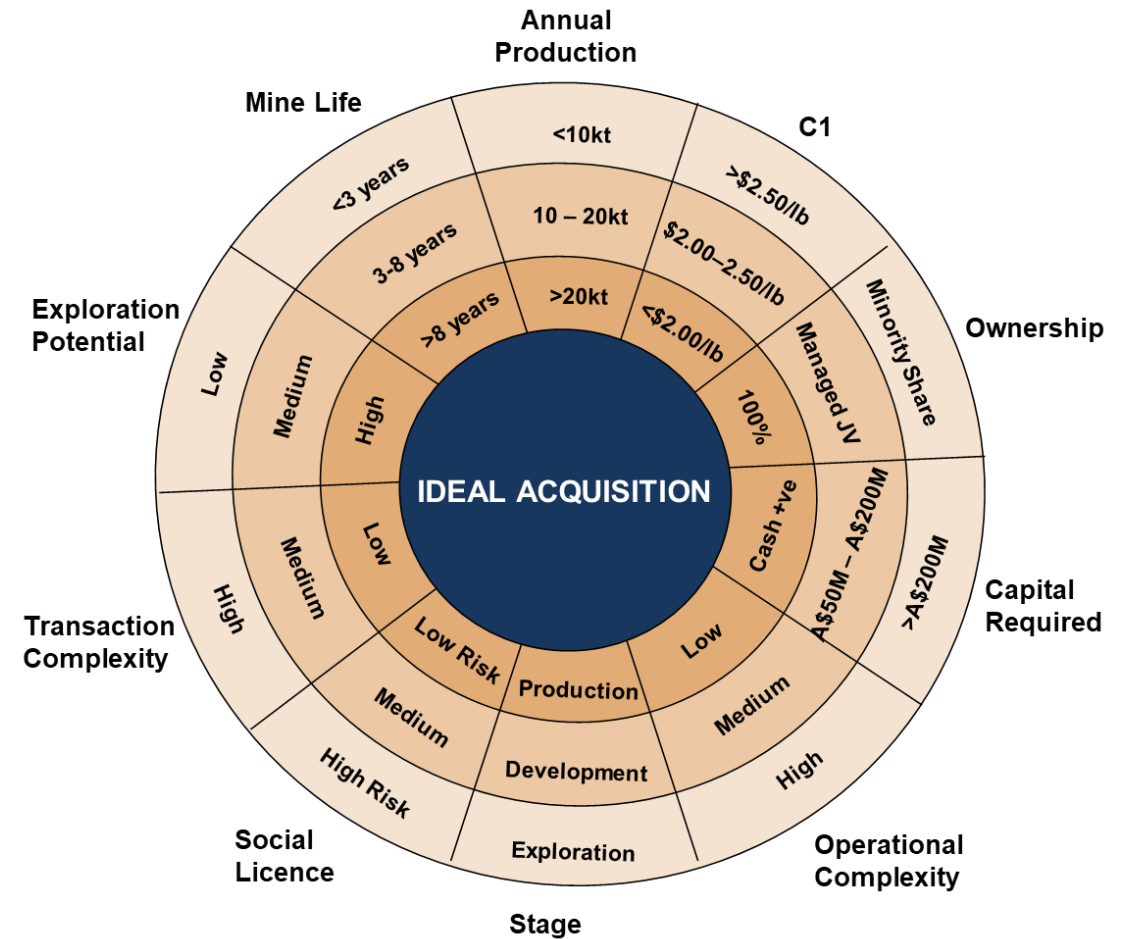 Annual
Production
<10kt
10 – 20kt
>20kt
C1
>$2.50/lb
$2.00–2.50/lb
<$2.00/lb
Ownership
Minority Share
Managed JV
100%
Capital
Required
>A$200M
A$50M – A$200M
Cash +ve
Operational
Complexity
High
Medium
Low
Stage
Exploration
Development
Production
Social
Licence
High Risk
Medium
Low Risk
Transaction
Complexity
High
Medium
Low
Exploration
Potential
Low
Medium
High
Mine Life
<3 years
3-8 years
>8 years
IDEAL ACQUISITION